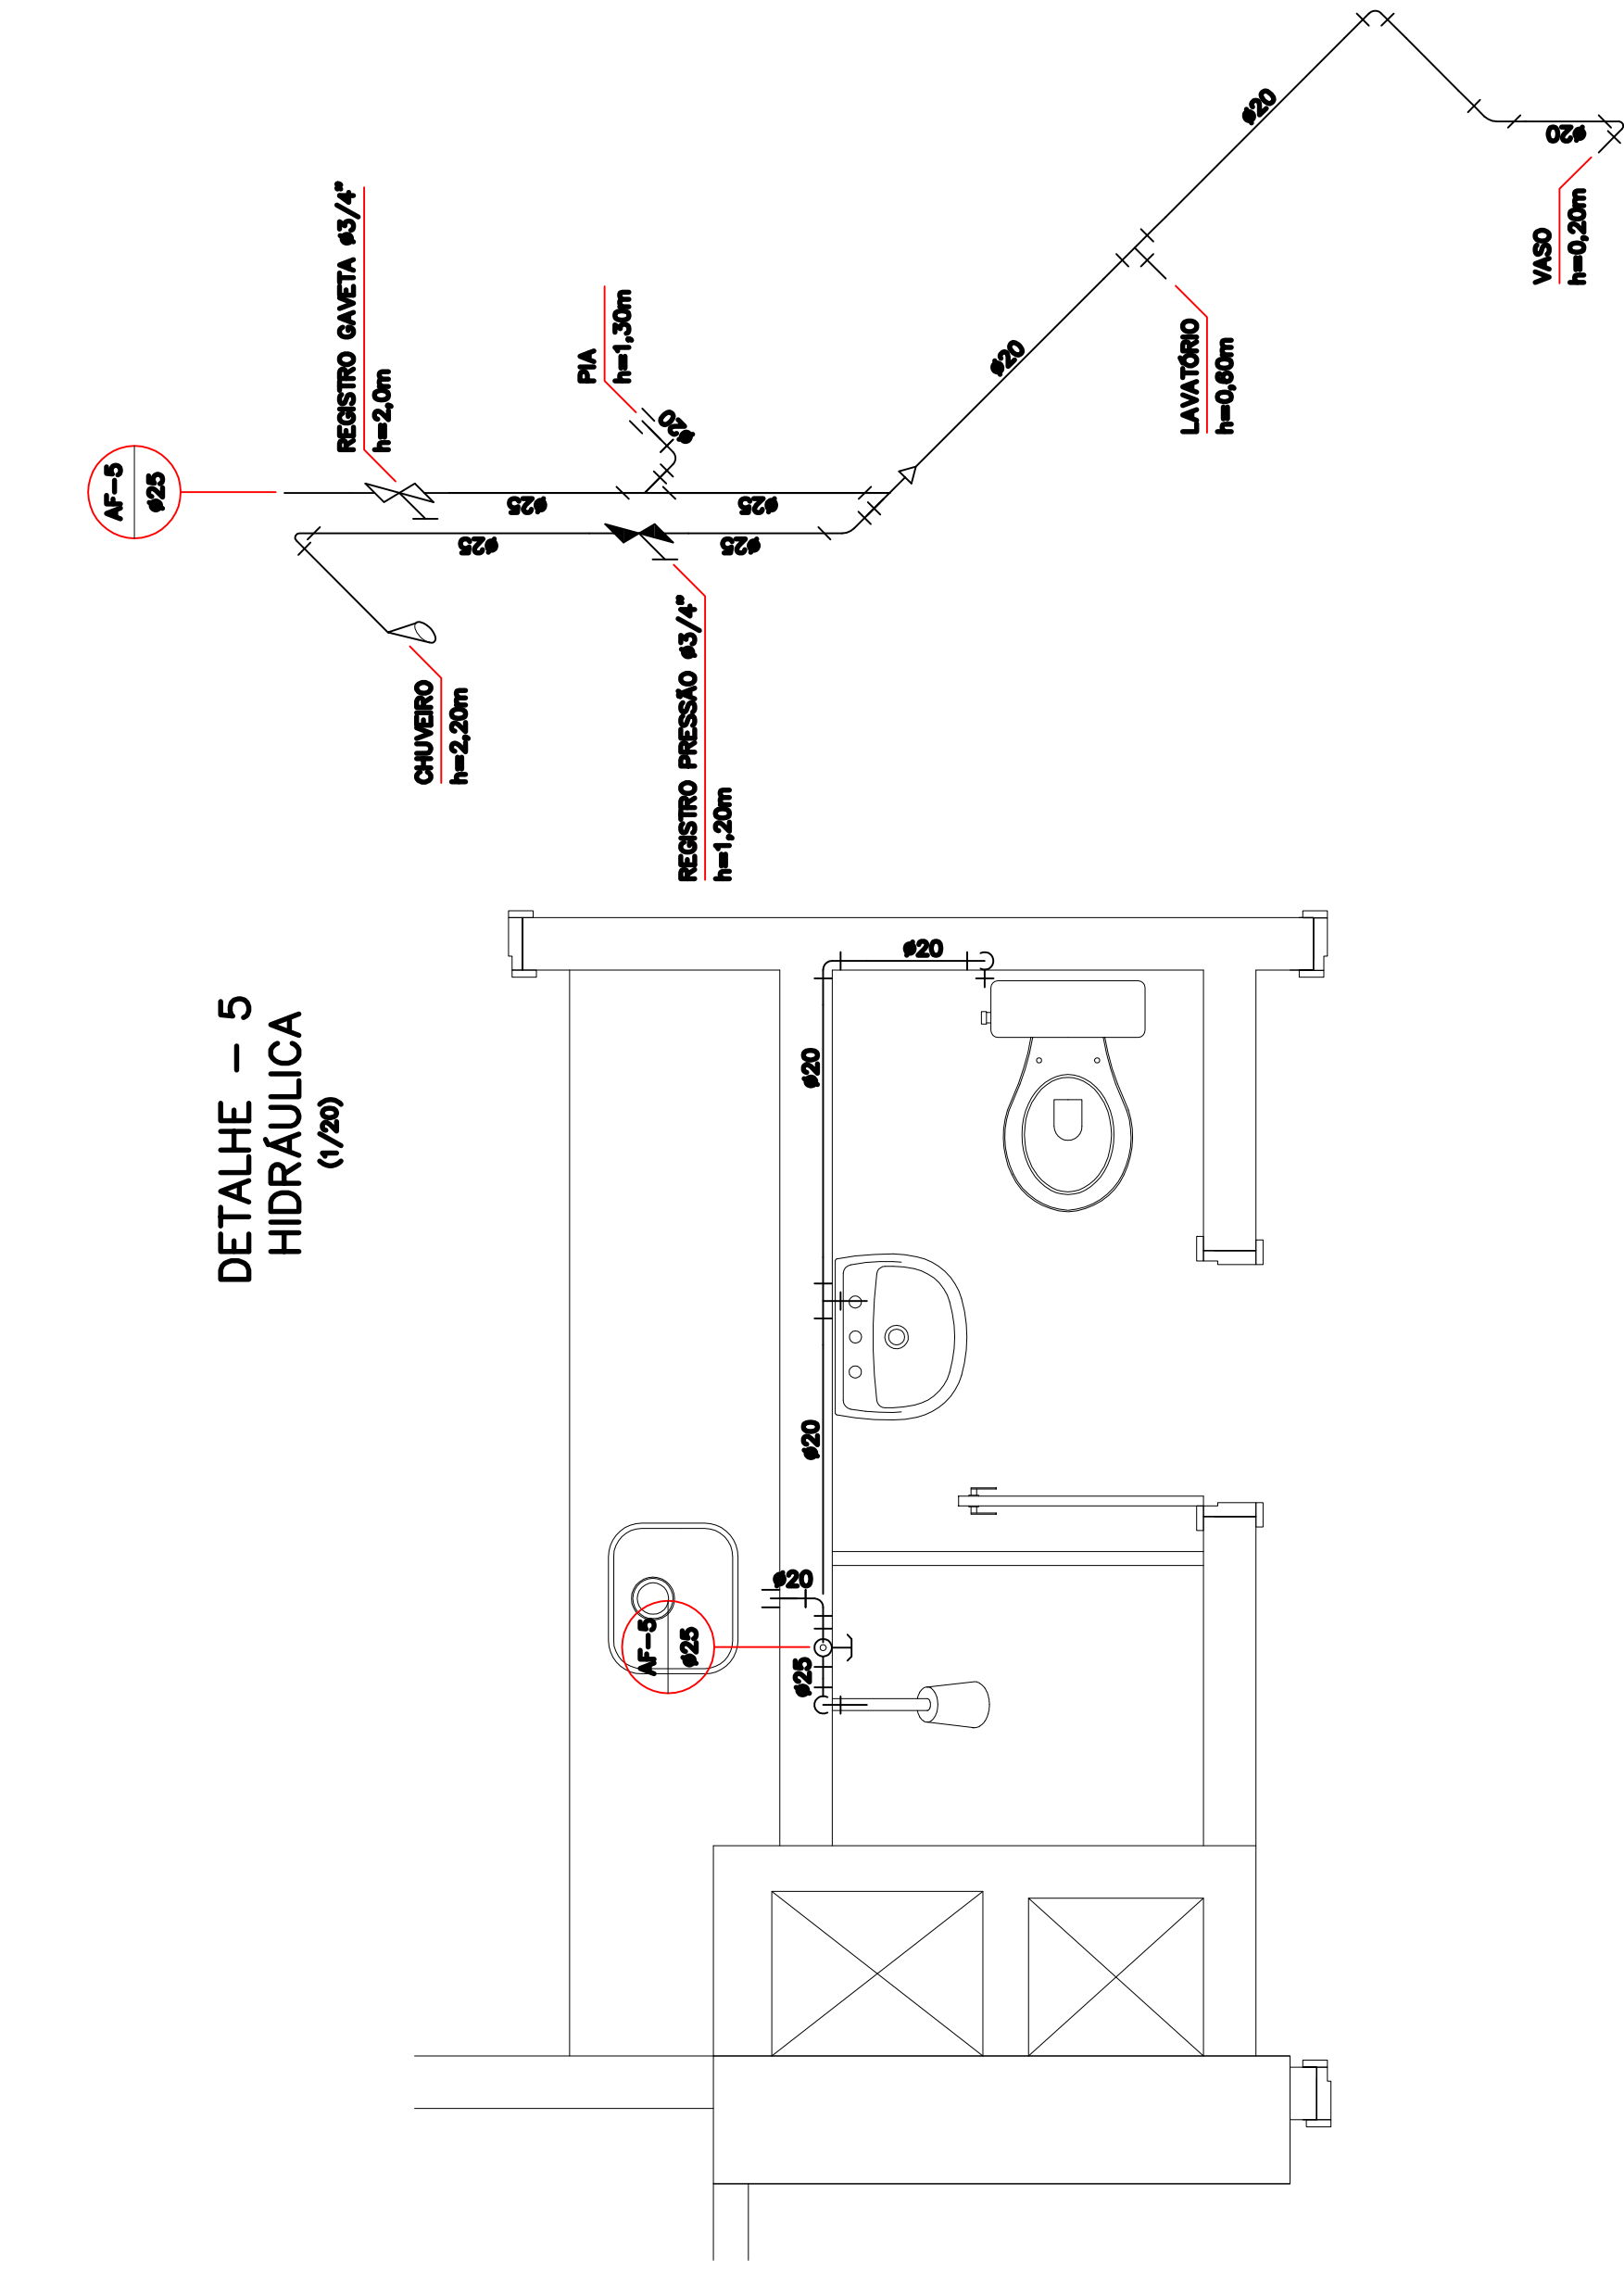 DETALHE - 5
HIDRÁULICA
(1/20)
AF-5
ø25
REGISTRO GAVETA ø3/4"
h=2,0m
PIA
h=1,30m
ø20
ø25
ø25
ø25
ø25
CHUVEIRO
h=2,20m
REGISTRO PRESSÃO ø3/4"
h=1,20m
ø20
ø20
LAVATÓRIO
h=0,60m
ø20
VASO
h=0,20m
ø20
ø20
ø20
ø20
AF-5
ø25
ø25